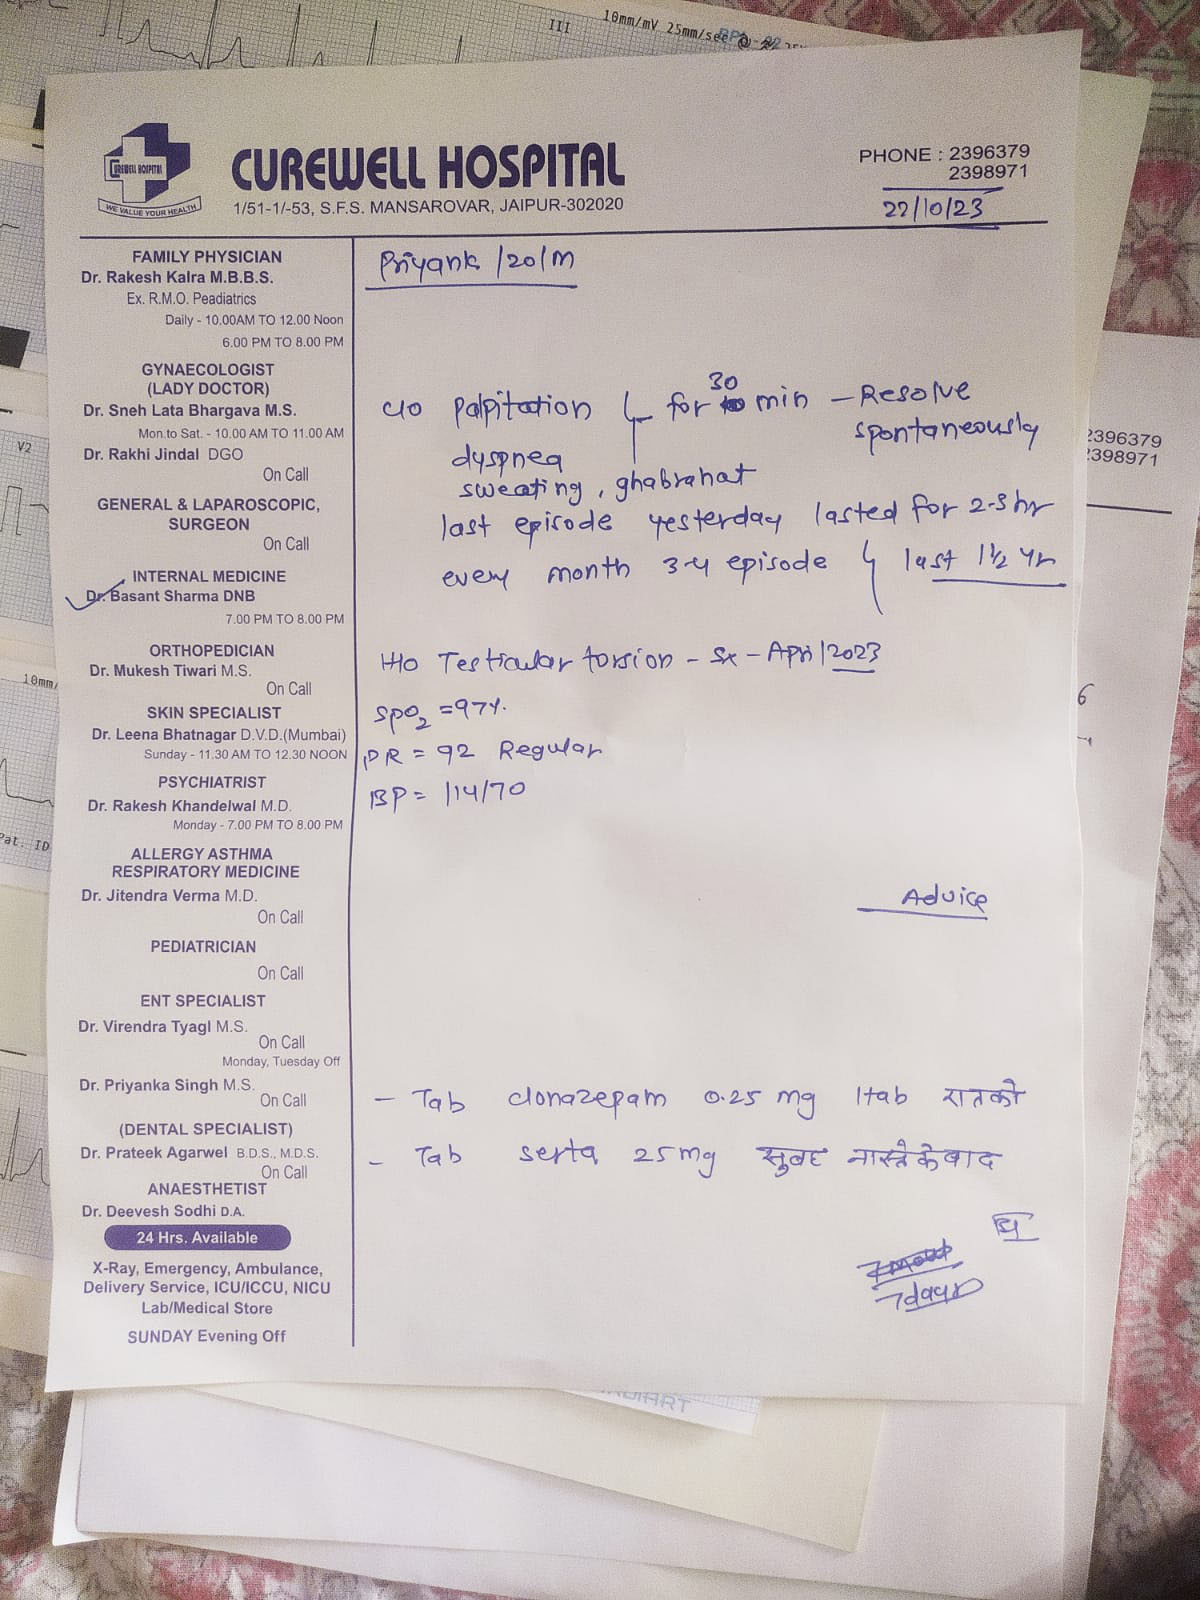 III
10mm/mV 25mm/sec
CUREWELL HOSPITAL
WE VALUE YOUR HEALTH
CUREWELL HOSPITAL
1/51-1/-53, S.F.S. MANSAROVAR, JAIPUR-302020
PHONE : 2396379
2398971
22/10/23
FAMILY PHYSICIAN
Dr. Rakesh Kalra M.B.B.S.
Ex. R.M.O. Peadiatrics
Daily - 10.00AM TO 12.00 Noon
6.00 PM TO 8.00 PM
GYNAECOLOGIST
(LADY DOCTOR)
Dr. Sneh Lata Bhargava M.S.
Mon.to Sat. - 10.00 AM TO 11.00 AM
Dr. Rakhi Jindal DGO
On Call
GENERAL & LAPAROSCOPIC,
SURGEON
On Call
INTERNAL MEDICINE
Dr. Basant Sharma DNB
7.00 PM TO 8.00 PM
ORTHOPEDICIAN
Dr. Mukesh Tiwari M.S.
On Call
SKIN SPECIALIST
Dr. Leena Bhatnagar D.V.D.(Mumbai)
Sunday - 11.30 AM TO 12.30 NOON
PSYCHIATRIST
Dr. Rakesh Khandelwal M.D.
Monday - 7.00 PM TO 8.00 PM
ALLERGY ASTHMA
RESPIRATORY MEDICINE
Dr. Jitendra Verma M.D.
On Call
PEDIATRICIAN
On Call
ENT SPECIALIST
Dr. Virendra Tyagl M.S.
On Call
Monday, Tuesday Off
Dr. Priyanka Singh M.S.
On Call
(DENTAL SPECIALIST)
Dr. Prateek Agarwel B.D.S., M.D.S.
On Call
ANAESTHETIST
Dr. Deevesh Sodhi D.A.
24 Hrs. Available
X-Ray, Emergency, Ambulance,
Delivery Service, ICU/ICCU, NICU
Lab/Medical Store
SUNDAY Evening Off
Priyank /20/M
c/o Palpitation for 30 min - Resolve
spontaneously
dyspnea
sweating, ghabrahat
last episode yesterday lasted for 2-3 hr
every month 3-4 episode last 1½ yr
H/o Testicular torsion - Sx - April/2023
SpO2 = 97%
PR = 92 Regular
BP = 114/70
Advice
- Tab clonazepam 0.25 mg 1tab रात को
- Tab serta 25 mg सुबह नास्ते के बाद
7 days
2396379
2398971
V2
10mm/
Pat. ID
6